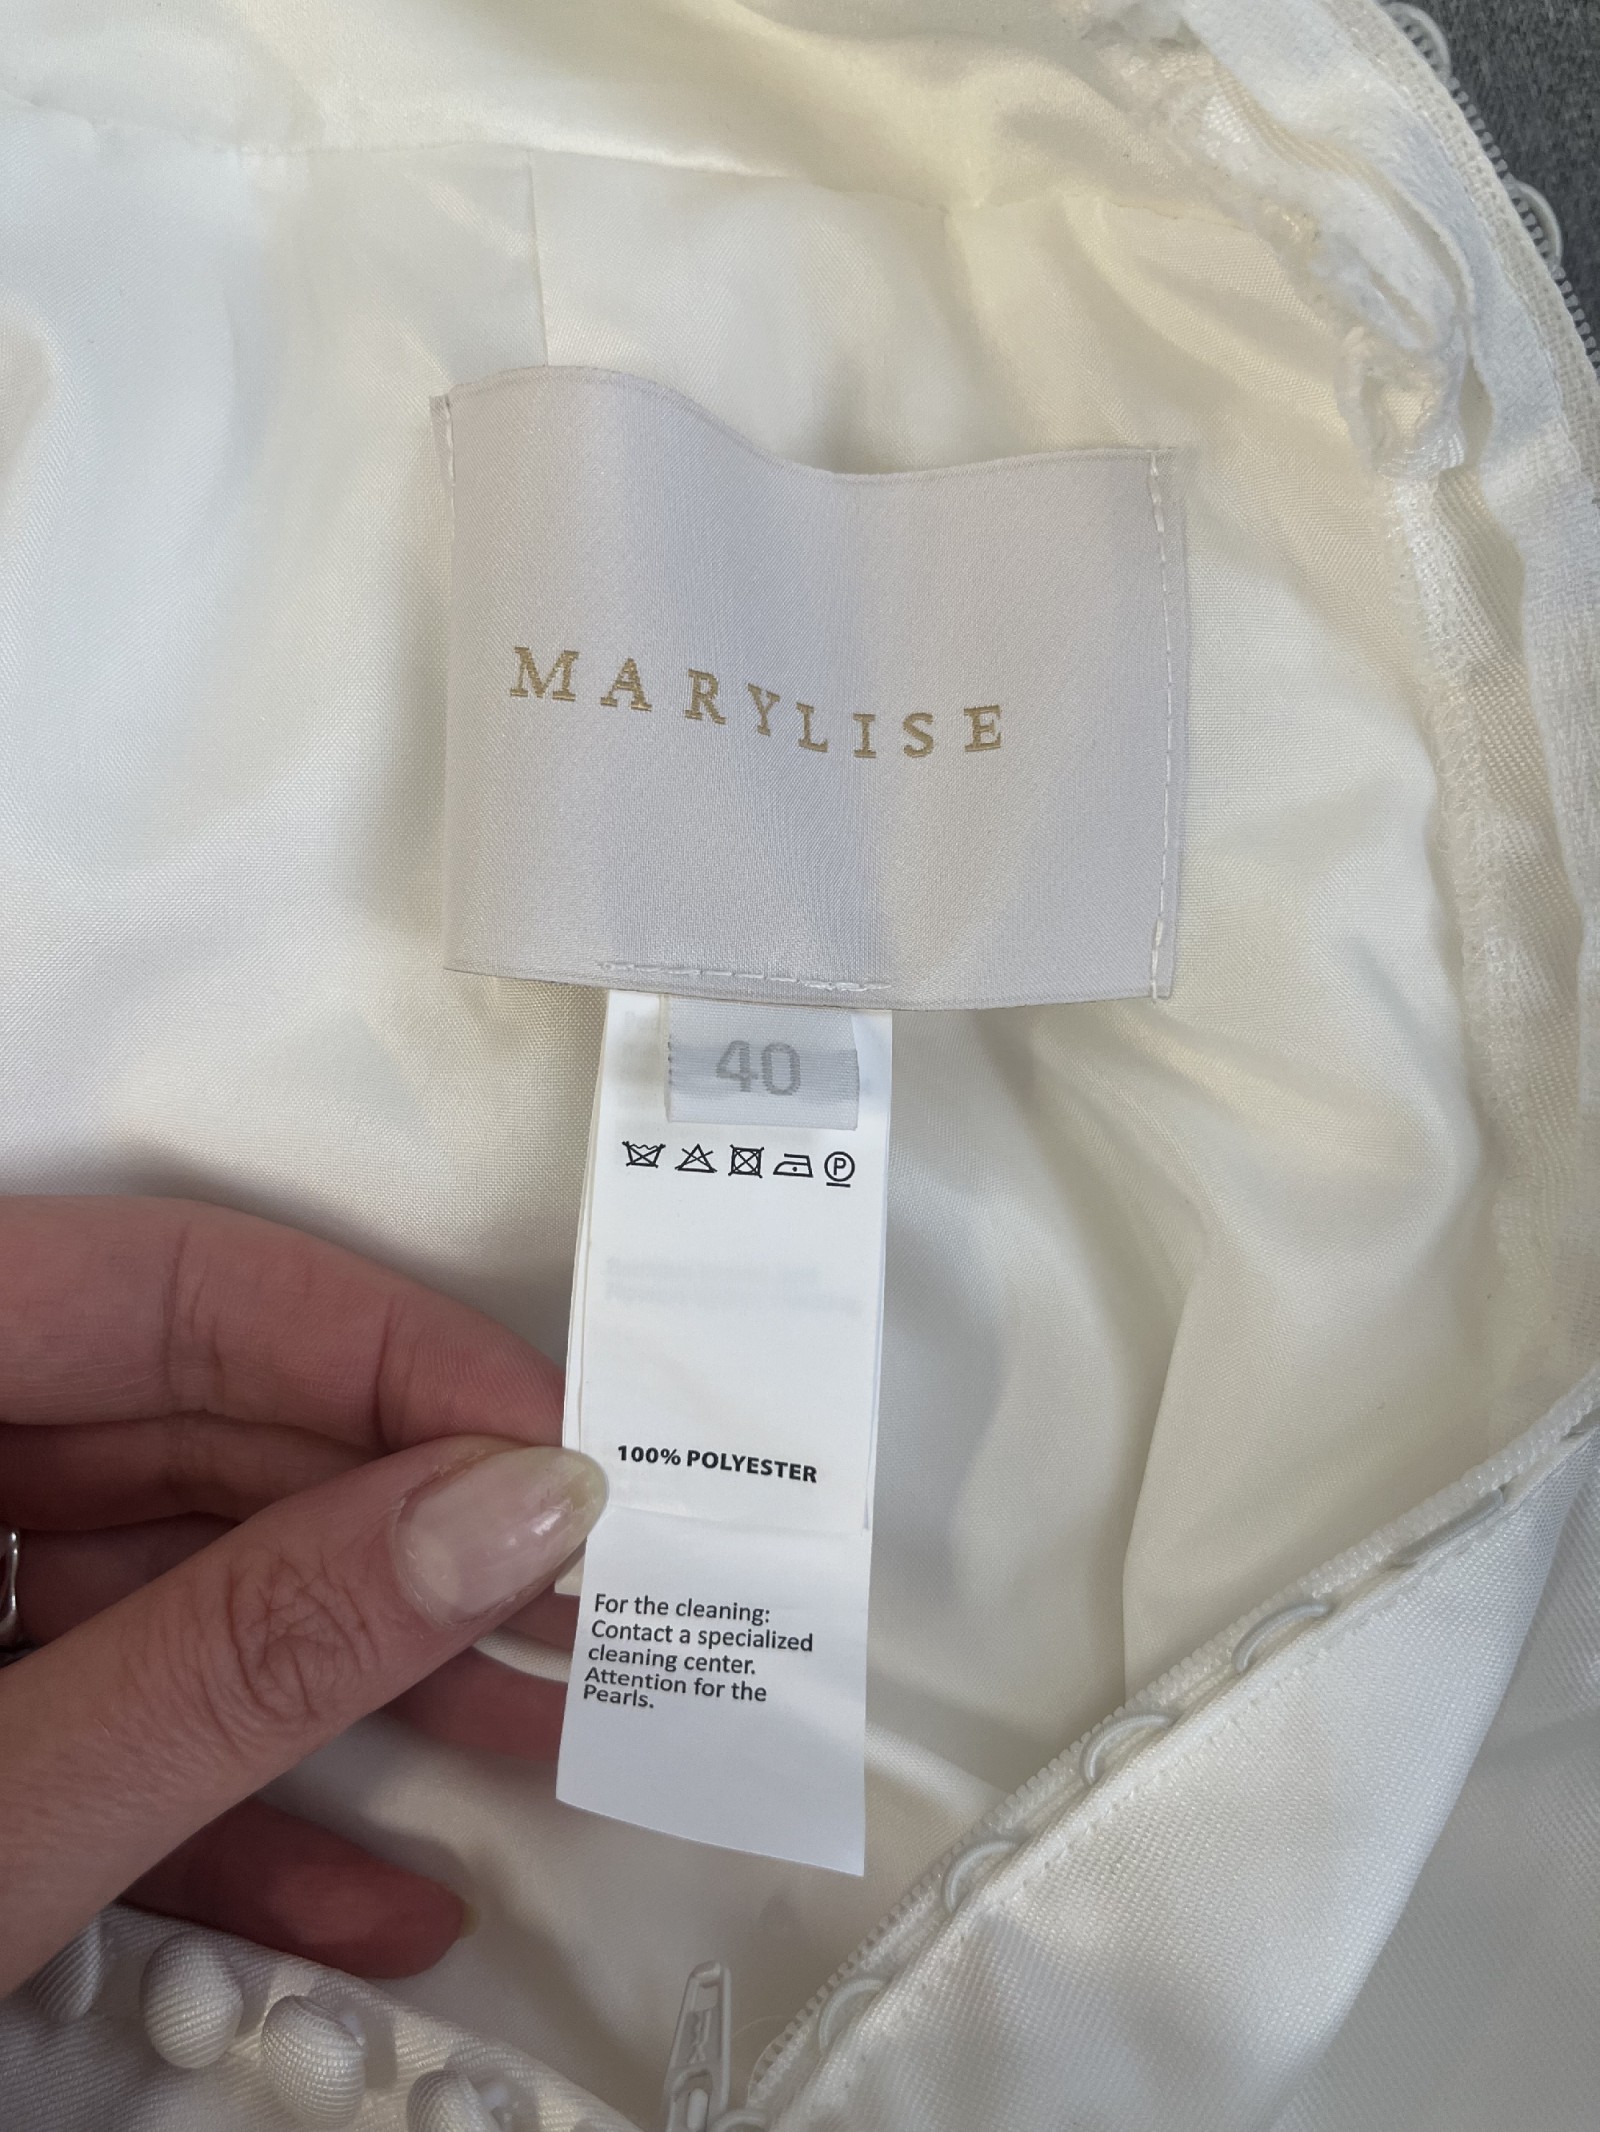 MARYLISE
40
P
100% POLYESTER
For the cleaning:
Contact a specialized
cleaning center.
Attention for the
Pearls.